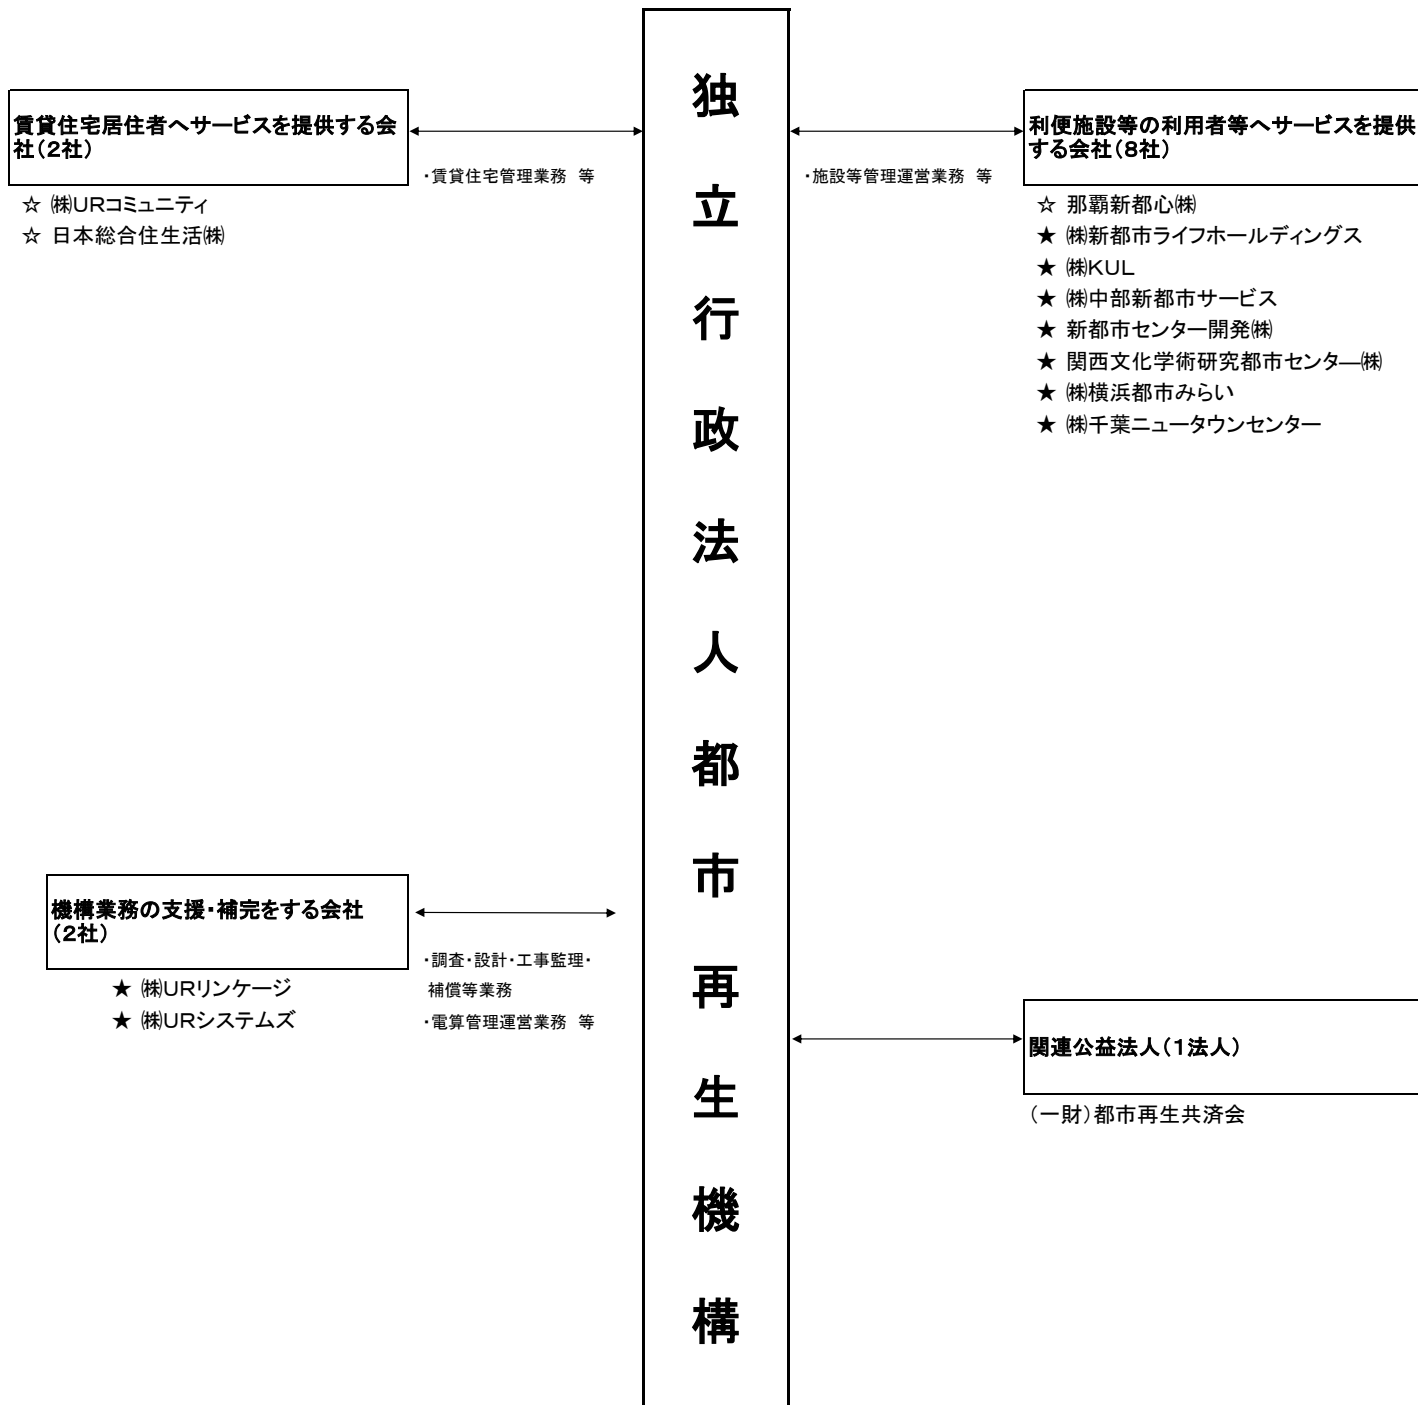 独立行政法人都市再生機構
賃貸住宅居住者へサービスを提供する会
社（2社）
・賃貸住宅管理業務 等
☆ ㈱URコミュニティ
☆ 日本総合住生活㈱
利便施設等の利用者等へサービスを提供
する会社（8社）
・施設等管理運営業務 等
☆ 那覇新都心㈱
★ ㈱新都市ライフホールディングス
★ ㈱KUL
★ ㈱中部新都市サービス
★ 新都市センター開発㈱
★ 関西文化学術研究都市センタ―㈱
★ ㈱横浜都市みらい
★ ㈱千葉ニュータウンセンター
機構業務の支援・補完をする会社
（2社）
・調査・設計・工事監理・
補償等業務
・電算管理運営業務 等
★ ㈱URリンケージ
★ ㈱URシステムズ
関連公益法人（1法人）
（一財）都市再生共済会